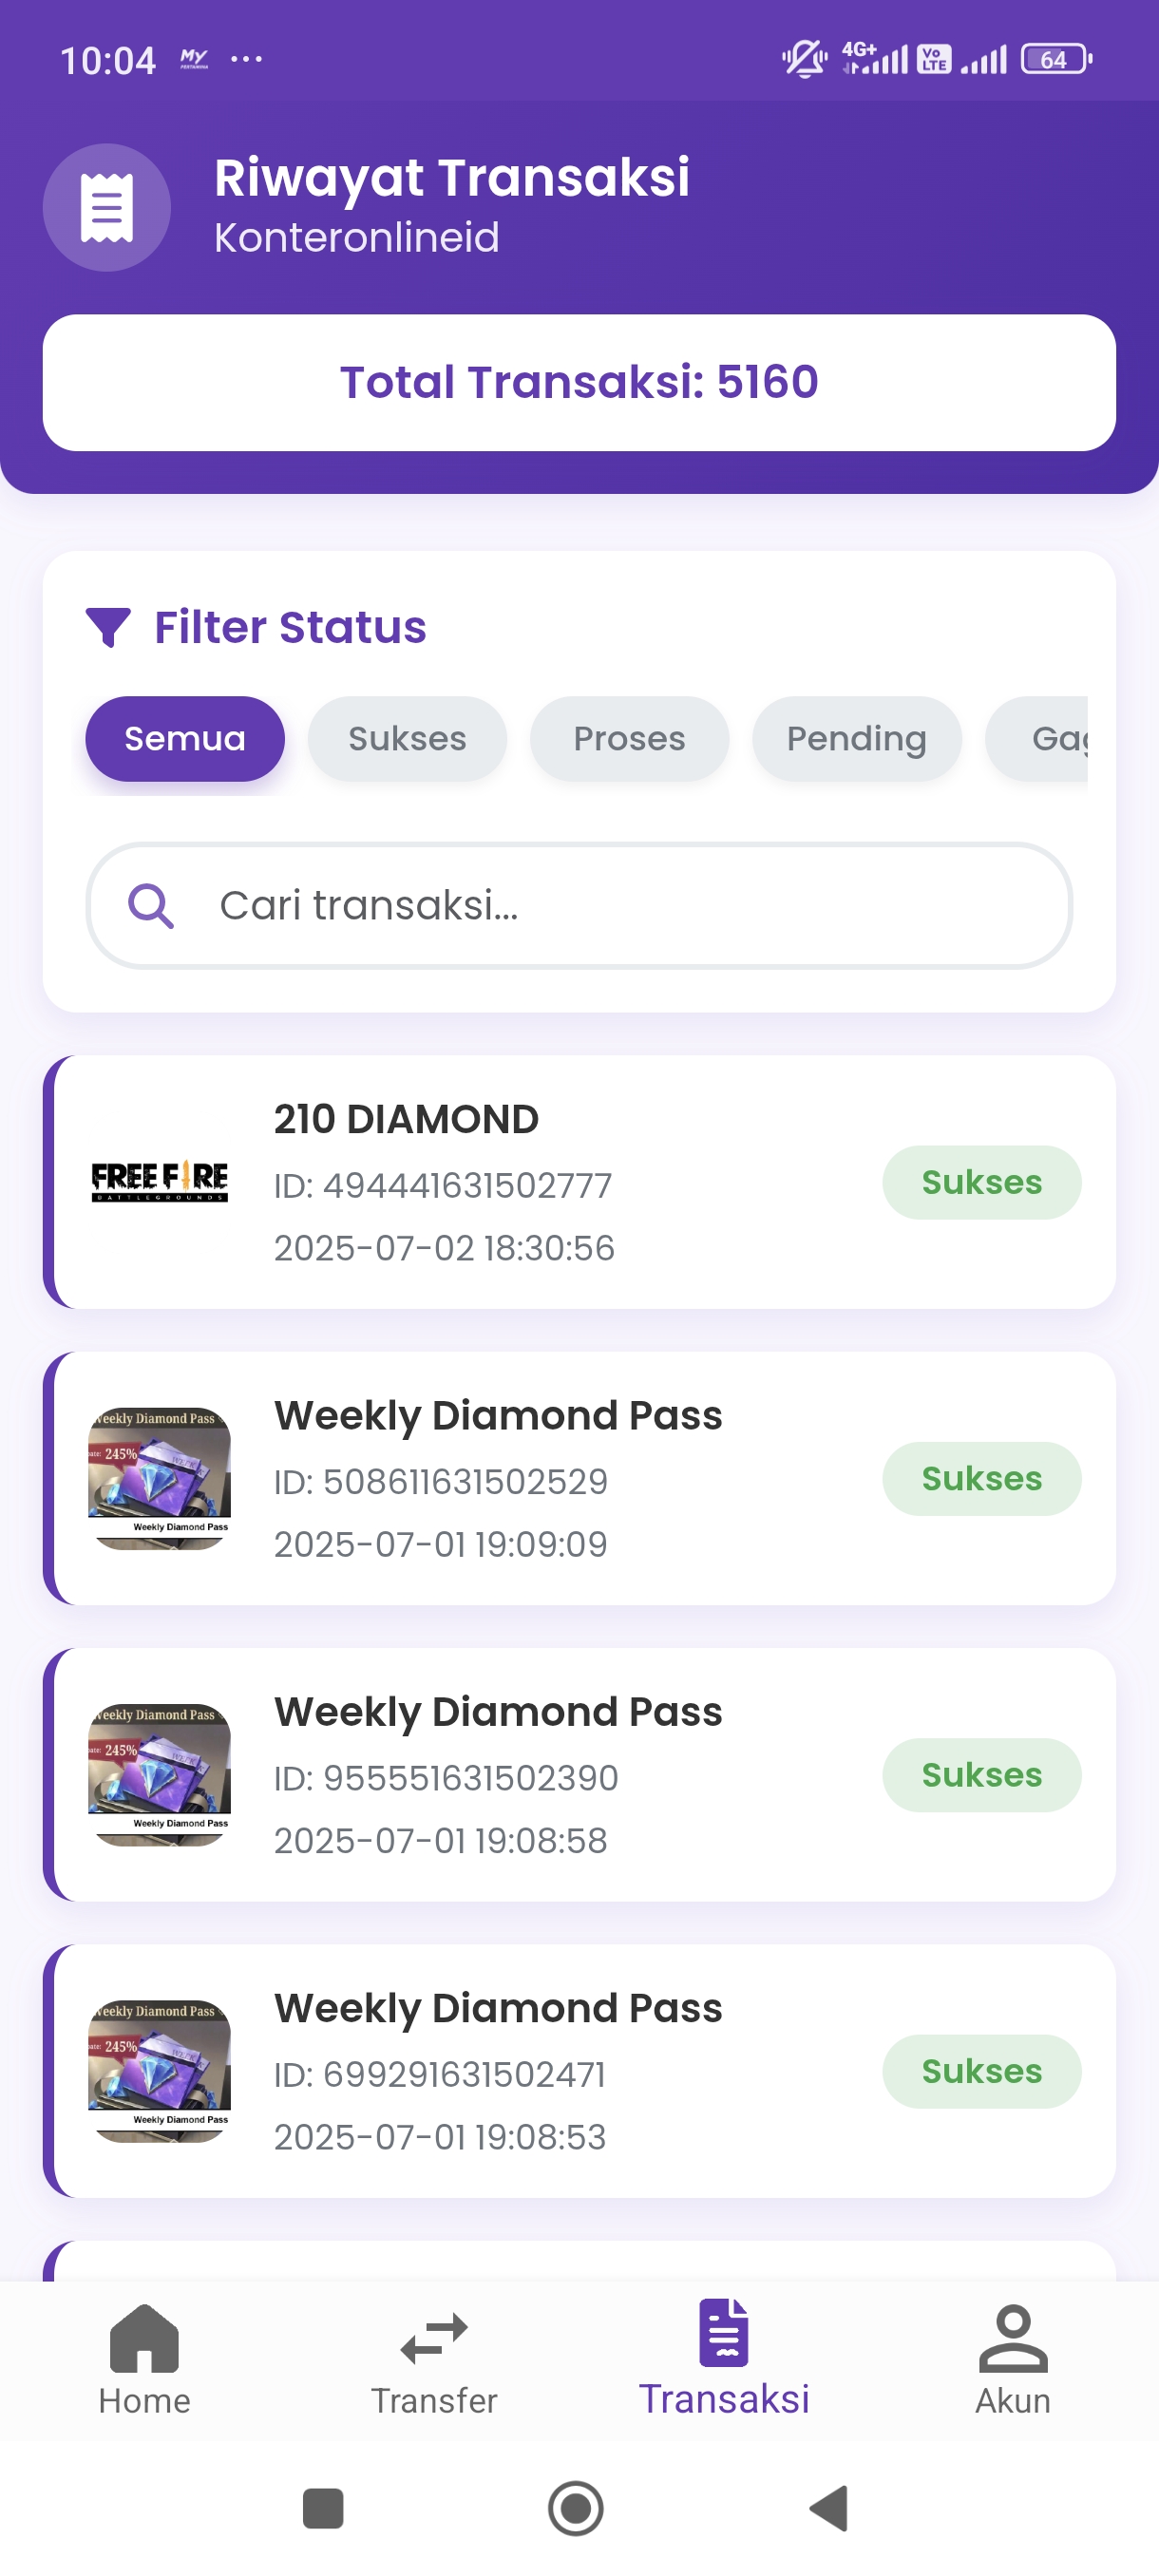 10:04 My ...
4G+ Vo LTE 64
Riwayat Transaksi
Konteronlineid
Total Transaksi: 5160
Filter Status
Semua Sukses Proses Pending Gag
Cari transaksi...
210 DIAMOND
FREE FIRE
BATTLEGROUNDS
ID: 494441631502777
Sukses
2025-07-02 18:30:56
Weekly Diamond Pass
Weekly Diamond Pass
245%
Weekly Diamond Pass
ID: 508611631502529
Sukses
2025-07-01 19:09:09
Weekly Diamond Pass
Weekly Diamond Pass
245%
Weekly Diamond Pass
ID: 955551631502390
Sukses
2025-07-01 19:08:58
Weekly Diamond Pass
Weekly Diamond Pass
245%
Weekly Diamond Pass
ID: 699291631502471
Sukses
2025-07-01 19:08:53
Home Transfer Transaksi Akun